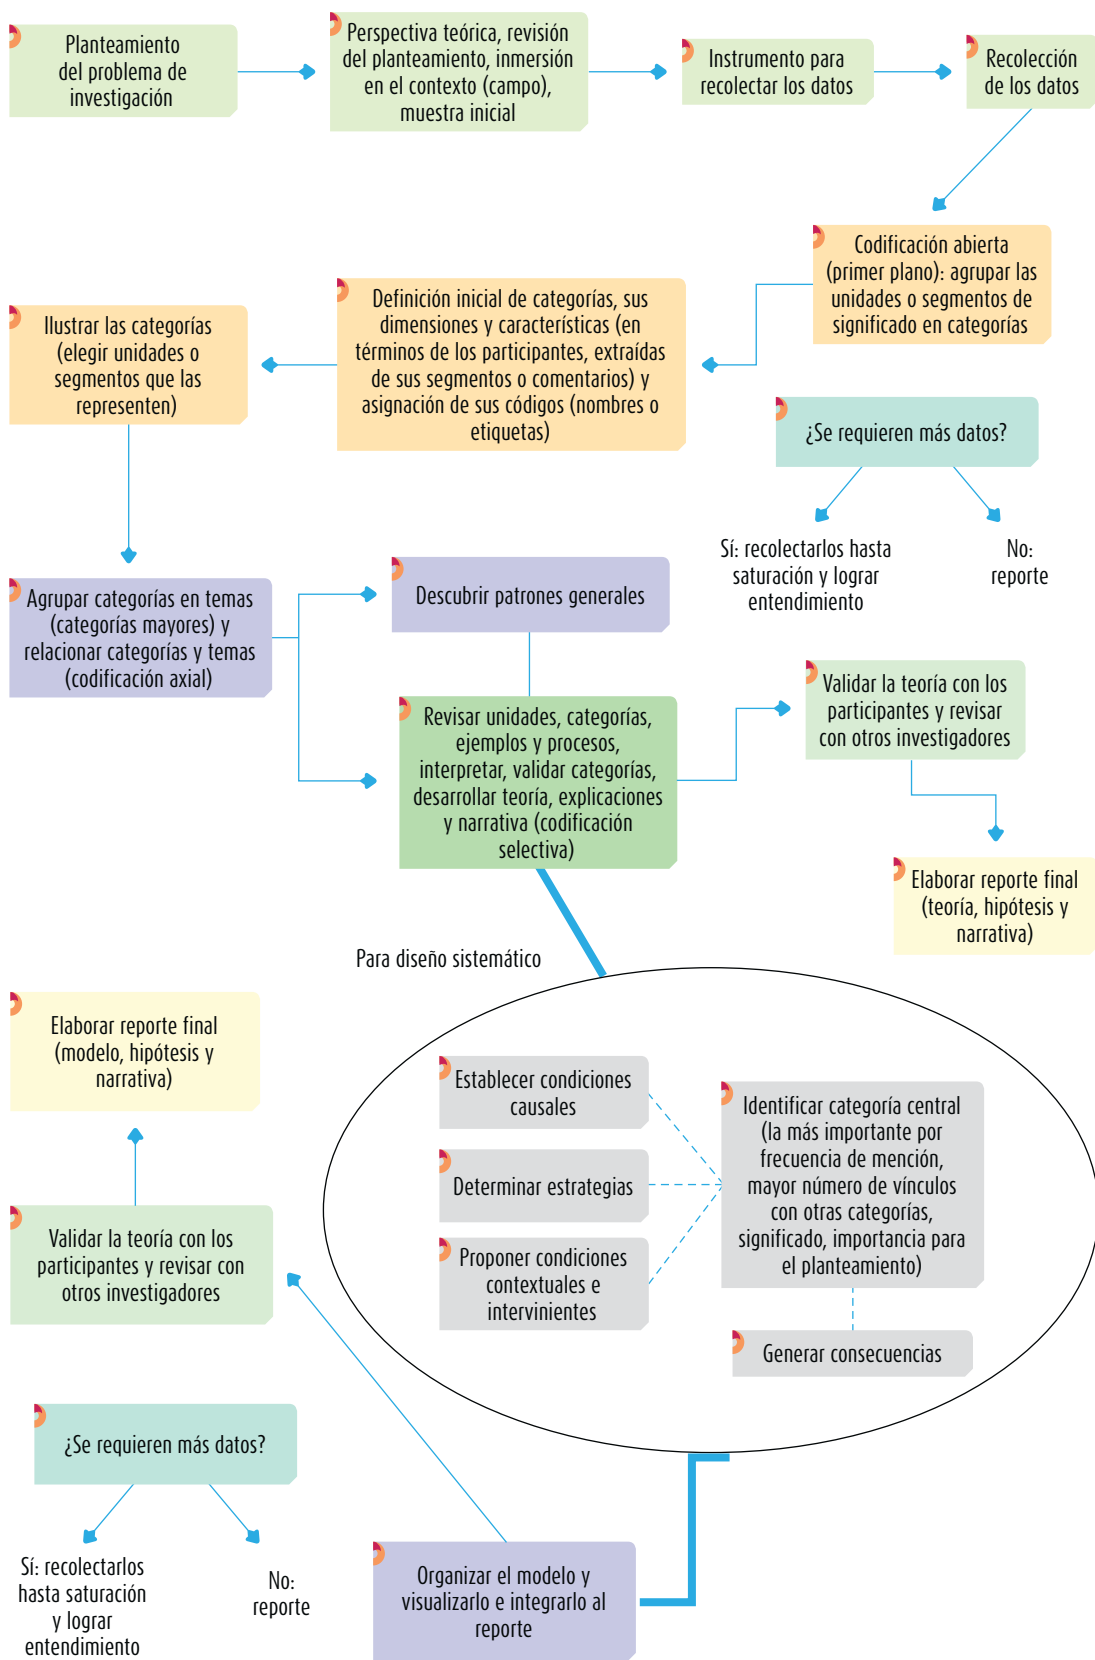 Planteamiento
del problema de
investigación
Perspectiva teórica, revisión
del planteamiento, inmersión
en el contexto (campo),
muestra inicial
Instrumento para
recolectar los datos
Recolección
de los datos
Codificación abierta
(primer plano): agrupar las
unidades o segmentos de
significado en categorías
Definición inicial de categorías, sus
dimensiones y características (en
términos de los participantes, extraídas
de sus segmentos o comentarios) y
asignación de sus códigos (nombres o
etiquetas)
Ilustrar las categorías
(elegir unidades o
segmentos que las
representen)
¿Se requieren más datos?
Sí: recolectarlos hasta
saturación y lograr
entendimiento
No:
reporte
Agrupar categorías en temas
(categorías mayores) y
relacionar categorías y temas
(codificación axial)
Descubrir patrones generales
Revisar unidades, categorías,
ejemplos y procesos,
interpretar, validar categorías,
desarrollar teoría, explicaciones
y narrativa (codificación
selectiva)
Validar la teoría con los
participantes y revisar
con otros investigadores
Elaborar reporte final
(teoría, hipótesis y
narrativa)
Para diseño sistemático
Establecer condiciones
causales
Determinar estrategias
Proponer condiciones
contextuales e
intervinientes
Identificar categoría central
(la más importante por
frecuencia de mención,
mayor número de vínculos
con otras categorías,
significado, importancia para
el planteamiento)
Generar consecuencias
Elaborar reporte final
(modelo, hipótesis y
narrativa)
Validar la teoría con los
participantes y revisar con
otros investigadores
¿Se requieren más datos?
Sí: recolectarlos
hasta saturación
y lograr
entendimiento
No:
reporte
Organizar el modelo y
visualizarlo e integrarlo al
reporte